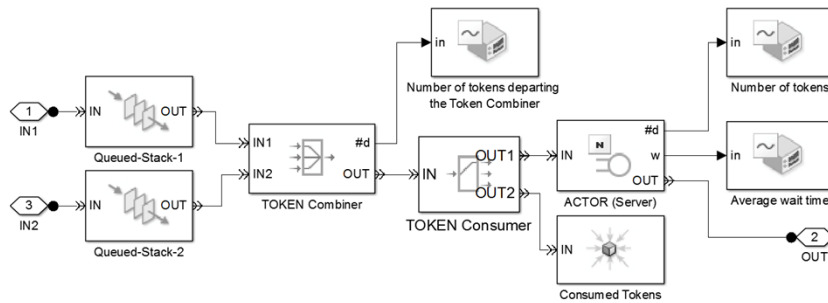 in
Number of tokens departing
the Token Combiner
in
Number of tokens
1
IN1
IN
OUT
Queued-Stack-1
IN1
IN2
#d
OUT
TOKEN Combiner
IN
OUT1
OUT2
TOKEN Consumer
IN
N
#d
w
OUT
ACTOR (Server)
in
Average wait time
3
IN2
IN
OUT
Queued-Stack-2
IN
Consumed Tokens
2
OUT